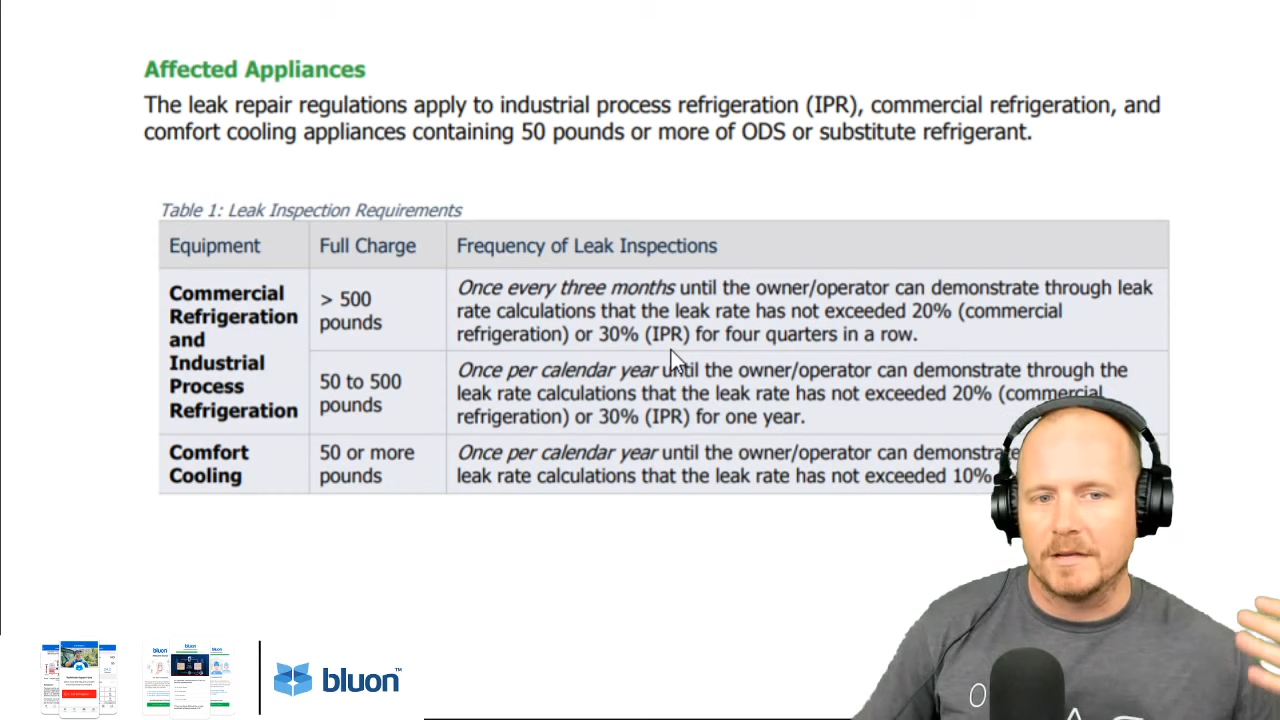 Affected Appliances
The leak repair regulations apply to industrial process refrigeration (IPR), commercial refrigeration, and
comfort cooling appliances containing 50 pounds or more of ODS or substitute refrigerant.
Table 1: Leak Inspection Requirements
Equipment Full Charge Frequency of Leak Inspections
Commercial
Refrigeration
and
Industrial
Process
Refrigeration
> 500
pounds
Once every three months until the owner/operator can demonstrate through leak
rate calculations that the leak rate has not exceeded 20% (commercial
refrigeration) or 30% (IPR) for four quarters in a row.
50 to 500
pounds
Once per calendar year until the owner/operator can demonstrate through the
leak rate calculations that the leak rate has not exceeded 20% (commercial
refrigeration) or 30% (IPR) for one year.
Comfort
Cooling
50 or more
pounds
Once per calendar year until the owner/operator can demonstrate
leak rate calculations that the leak rate has not exceeded 10%
bluon
bluon
bluon
bluon™